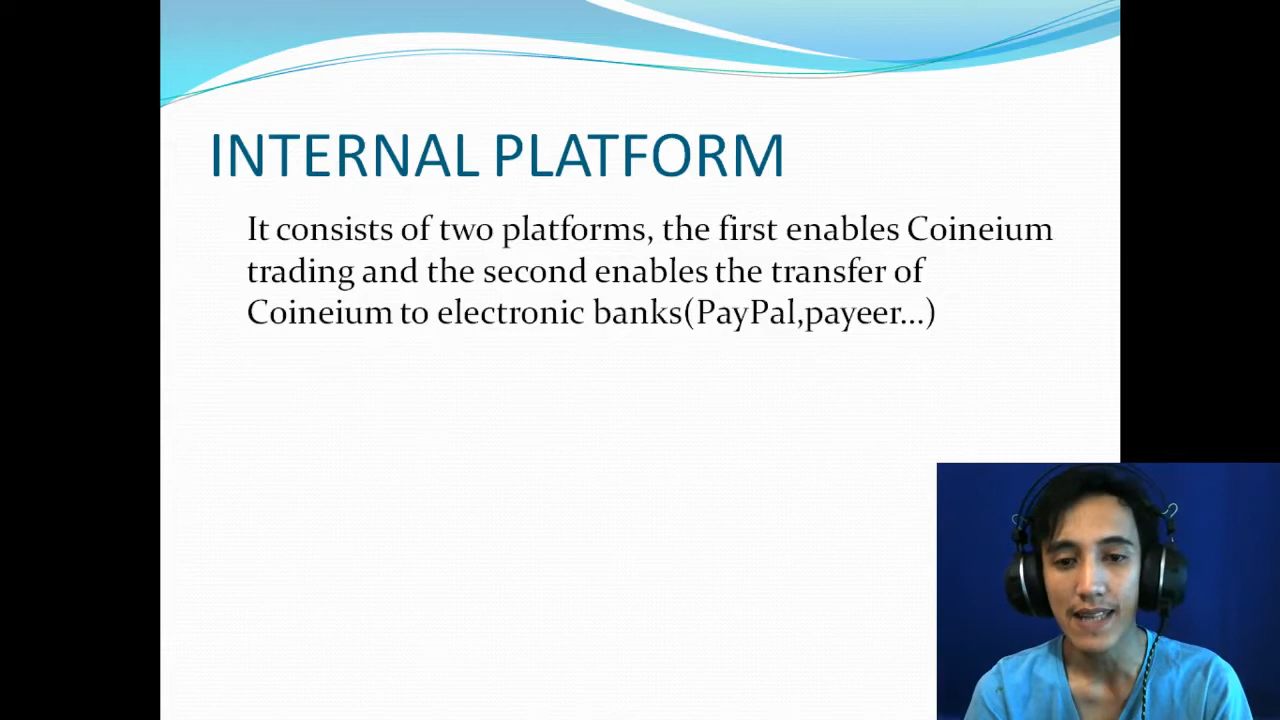 INTERNAL PLATFORM
It consists of two platforms, the first enables Coineium
trading and the second enables the transfer of
Coineium to electronic banks(PayPal,payeer...)